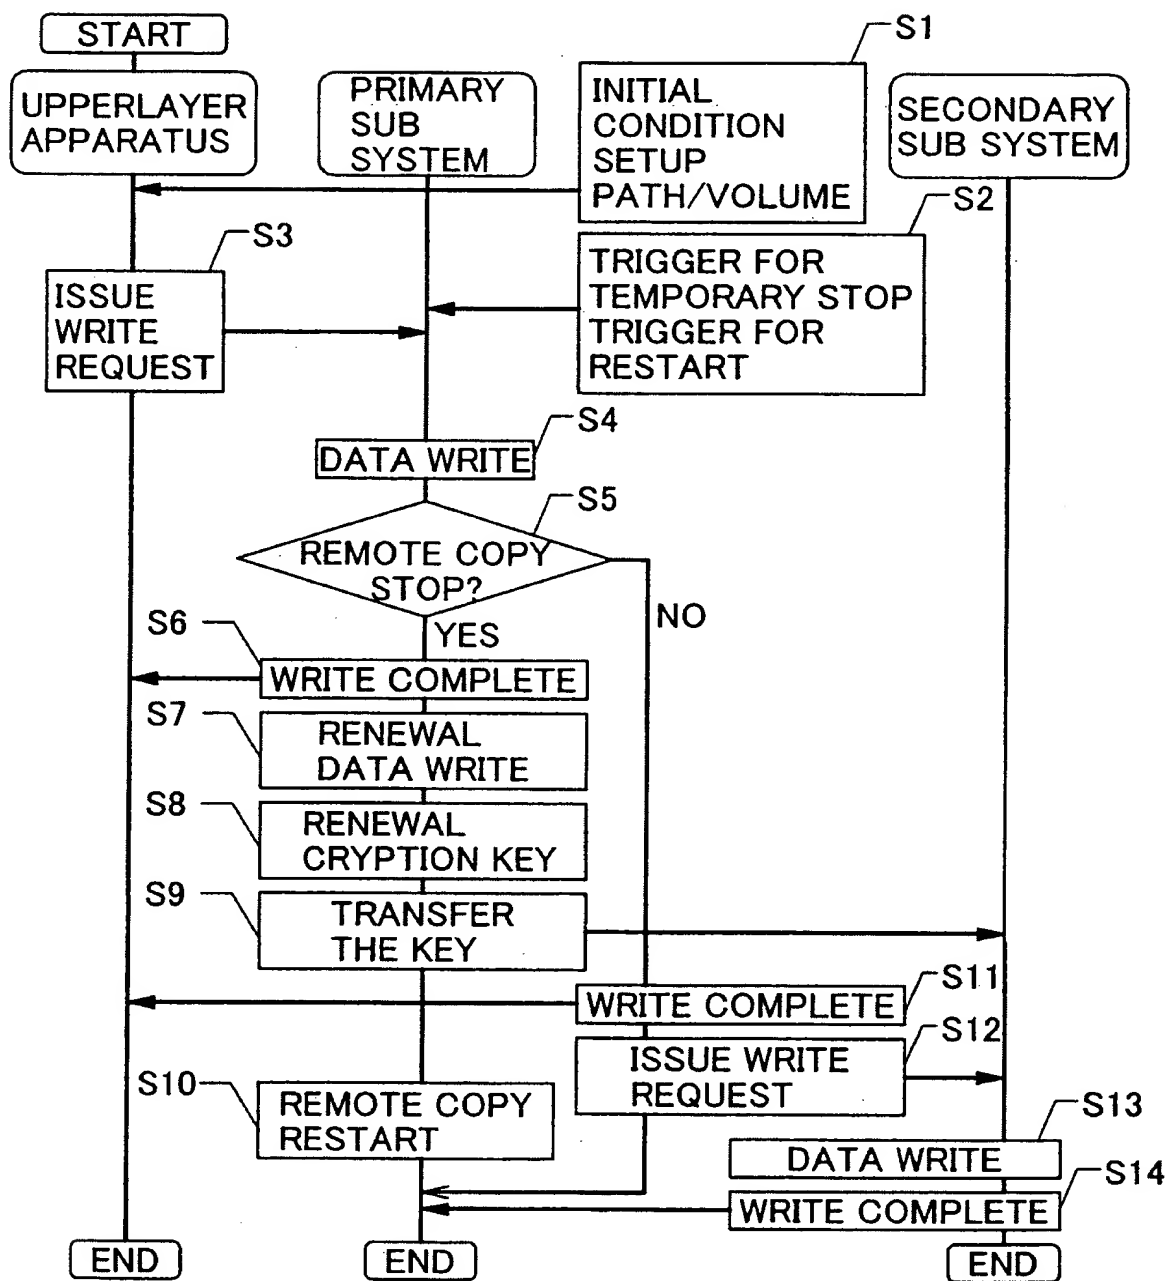 START
UPPERLAYER
APPARATUS
PRIMARY
SUB
SYSTEM
S1
INITIAL
CONDITION
SETUP
PATH/VOLUME
SECONDARY
SUB SYSTEM
S2
TRIGGER FOR
TEMPORARY STOP
TRIGGER FOR
RESTART
S3
ISSUE
WRITE
REQUEST
S4
DATA WRITE
S5
REMOTE COPY
STOP?
NO
YES
S6
WRITE COMPLETE
S7
RENEWAL
DATA WRITE
S8
RENEWAL
CRYPTION KEY
S9
TRANSFER
THE KEY
S11
WRITE COMPLETE
S12
ISSUE WRITE
REQUEST
S10
REMOTE COPY
RESTART
S13
DATA WRITE
S14
WRITE COMPLETE
END
END
END